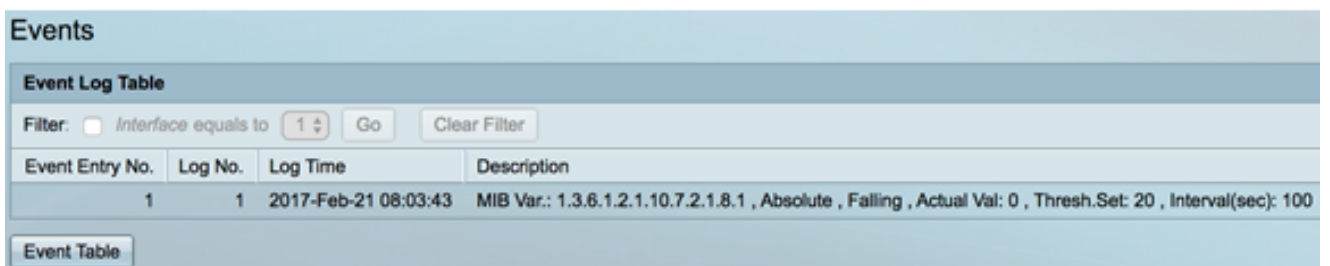 Events
Event Log Table
Filter: Interface equals to 1 Go Clear Filter
Event Entry No. Log No. Log Time Description
1 1 2017-Feb-21 08:03:43 MIB Var.: 1.3.6.1.2.1.10.7.2.1.8.1 , Absolute , Falling , Actual Val: 0 , Thresh.Set: 20 , Interval(sec): 100
Event Table